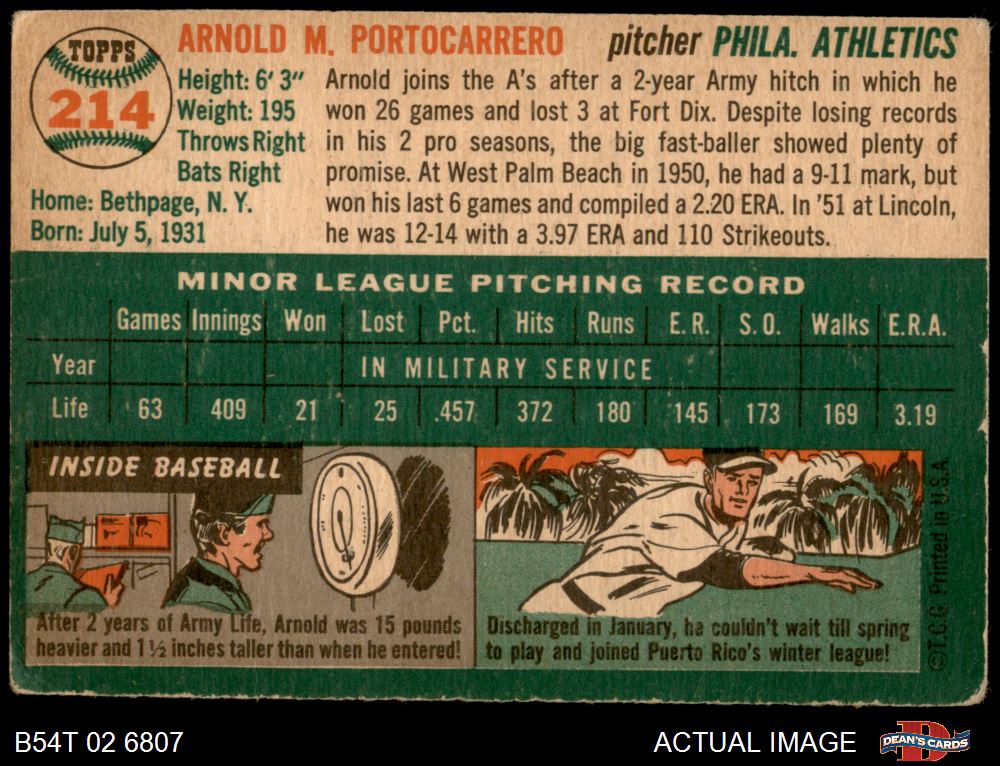 TOPPS
214
ARNOLD M. PORTOCARRERO pitcher PHILA. ATHLETICS
Height: 6' 3"
Weight: 195
Throws Right
Bats Right
Home: Bethpage, N. Y.
Born: July 5, 1931
Arnold joins the A's after a 2-year Army hitch in which he
won 26 games and lost 3 at Fort Dix. Despite losing records
in his 2 pro seasons, the big fast-baller showed plenty of
promise. At West Palm Beach in 1950, he had a 9-11 mark, but
won his last 6 games and compiled a 2.20 ERA. In '51 at Lincoln,
he was 12-14 with a 3.97 ERA and 110 Strikeouts.
MINOR LEAGUE PITCHING RECORD
Games Innings Won Lost Pct. Hits Runs E.R. S.O. Walks E.R.A.
Year IN MILITARY SERVICE
Life 63 409 21 25 .457 372 180 145 173 169 3.19
INSIDE BASEBALL
After 2 years of Army Life, Arnold was 15 pounds
heavier and 1½ inches taller than when he entered!
Discharged in January, he couldn't wait till spring
to play and joined Puerto Rico's winter league!
©T.C.G. Printed in U.S.A.
B54T 02 6807
ACTUAL IMAGE
DEAN'S CARDS